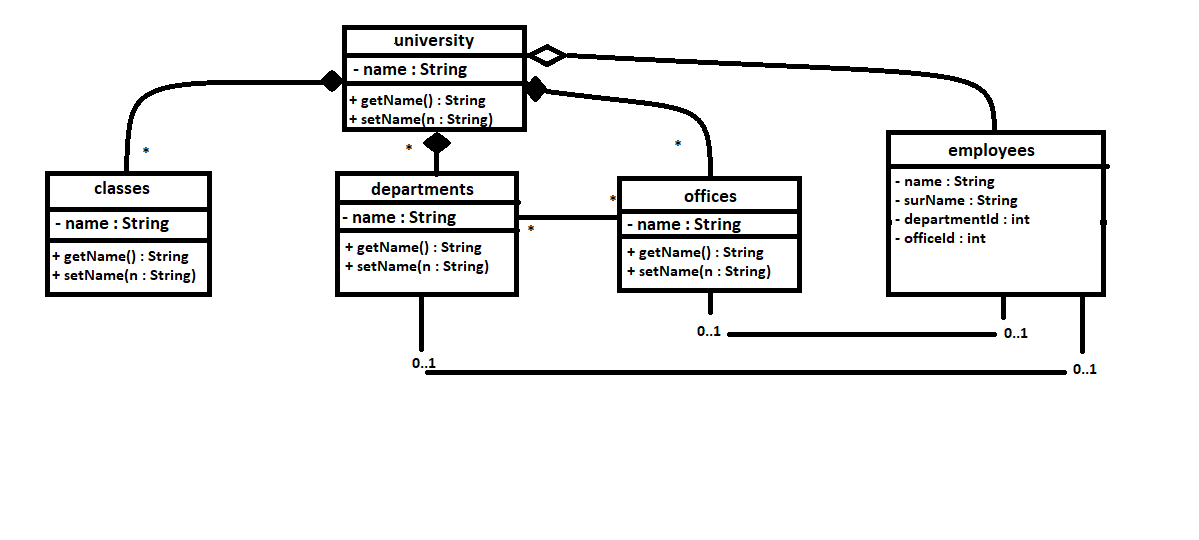 university
- name : String
+ getName() : String
+ setName(n : String)
*
*
*
classes
- name : String
+ getName() : String
+ setName(n : String)
departments
- name : String
+ getName() : String
+ setName(n : String)
*
*
offices
- name : String
+ getName() : String
+ setName(n : String)
employees
- name : String
- surName : String
- departmentId : int
- officeId : int
0..1
0..1
0..1
0..1